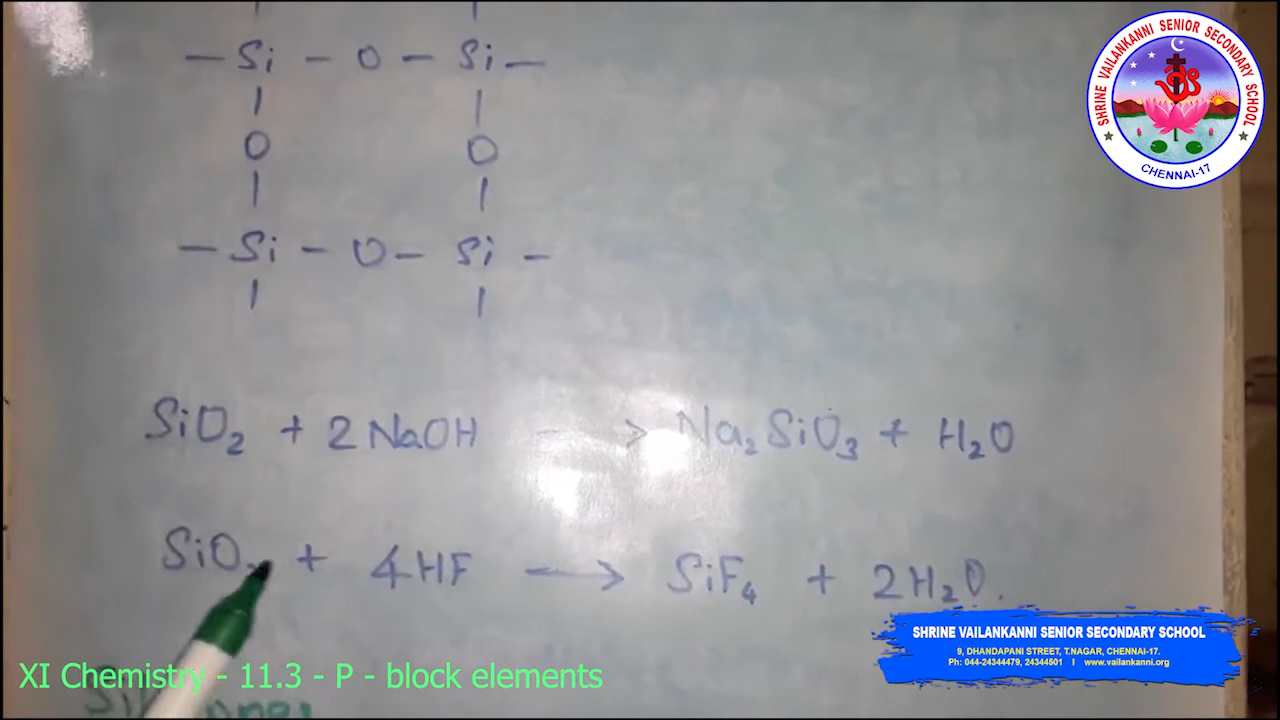 — Si — O — Si —
O O
— Si — O — Si —
SiO2 + 2 NaOH → Na2SiO3 + H2O
SiO2 + 4HF → SiF4 + 2H2O.
SHRINE VAILANKANNI SENIOR SECONDARY SCHOOL
CHENNAI-17
SHRINE VAILANKANNI SENIOR SECONDARY SCHOOL
9, DHANDAPANI STREET, T.NAGAR, CHENNAI-17.
Ph: 044-24344479, 24344501 I www.vailankanni.org
XI Chemistry - 11.3 - P - block elements